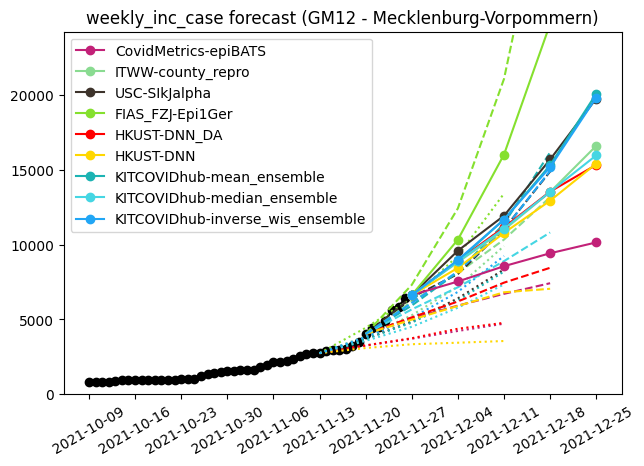 weekly_inc_case forecast (GM12 - Mecklenburg-Vorpommern)
CovidMetrics-epiBATS
ITWW-county_repro
USC-SIkJalpha
FIAS_FZJ-Epi1Ger
HKUST-DNN_DA
HKUST-DNN
KITCOVIDhub-mean_ensemble
KITCOVIDhub-median_ensemble
KITCOVIDhub-inverse_wis_ensemble
20000
15000
10000
5000
0
2021-10-09
2021-10-16
2021-10-23
2021-10-30
2021-11-06
2021-11-13
2021-11-20
2021-11-27
2021-12-04
2021-12-11
2021-12-18
2021-12-25